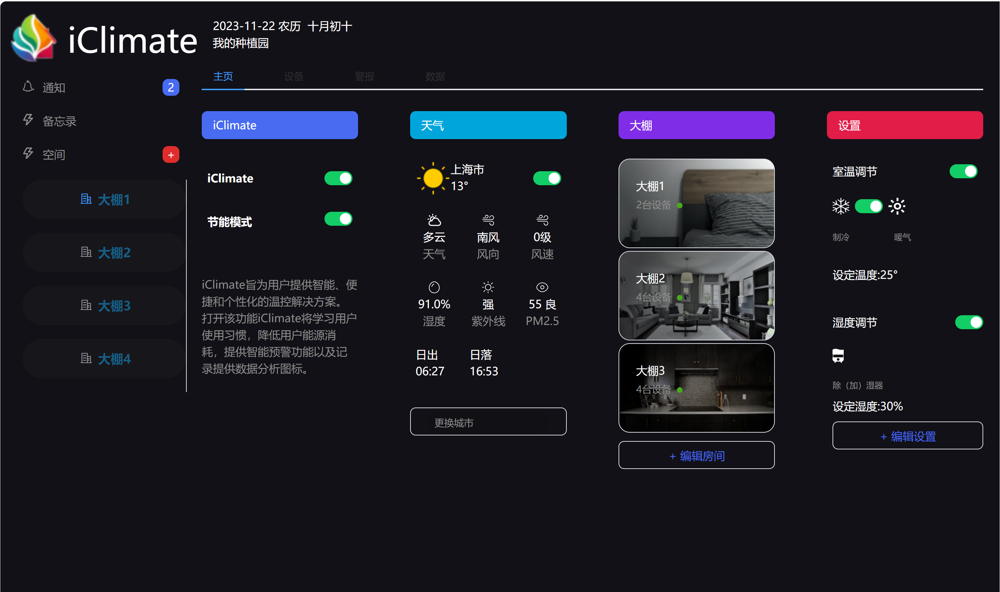 iClimate
2023-11-22 农历 十月初十
我的种植园
通知 2
备忘录
空间 +
大棚1
大棚2
大棚3
大棚4
主页 设备 警报 数据
iClimate
iClimate
节能模式
iClimate旨为用户提供智能、便
捷和个性化的温控解决方案。
打开该功能iClimate将学习用户
使用习惯，降低用户能源消
耗，提供智能预警功能以及记
录提供数据分析图标。
天气
上海市
13°
多云 南风 0级
天气 风向 风速
91.0% 强 55 良
湿度 紫外线 PM2.5
日出 日落
06:27 16:53
更换城市
大棚
大棚1
2台设备
大棚2
4台设备
大棚3
4台设备
+ 编辑房间
设置
室温调节
制冷 暖气
设定温度:25°
湿度调节
除（加）湿器
设定湿度:30%
+ 编辑设置